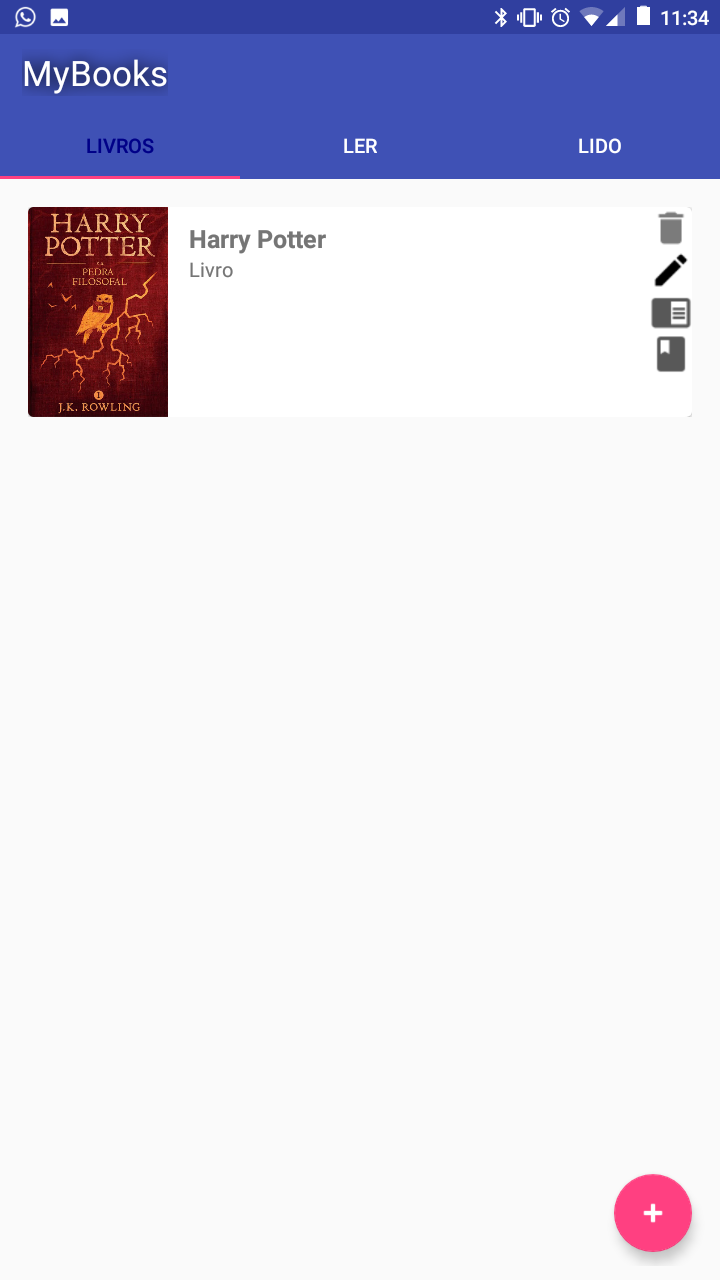 11:34
MyBooks
LIVROS
LER
LIDO
HARRY
POTTER
E A
PEDRA
FILOSOFAL
1
J.K. ROWLING
Harry Potter
Livro
+